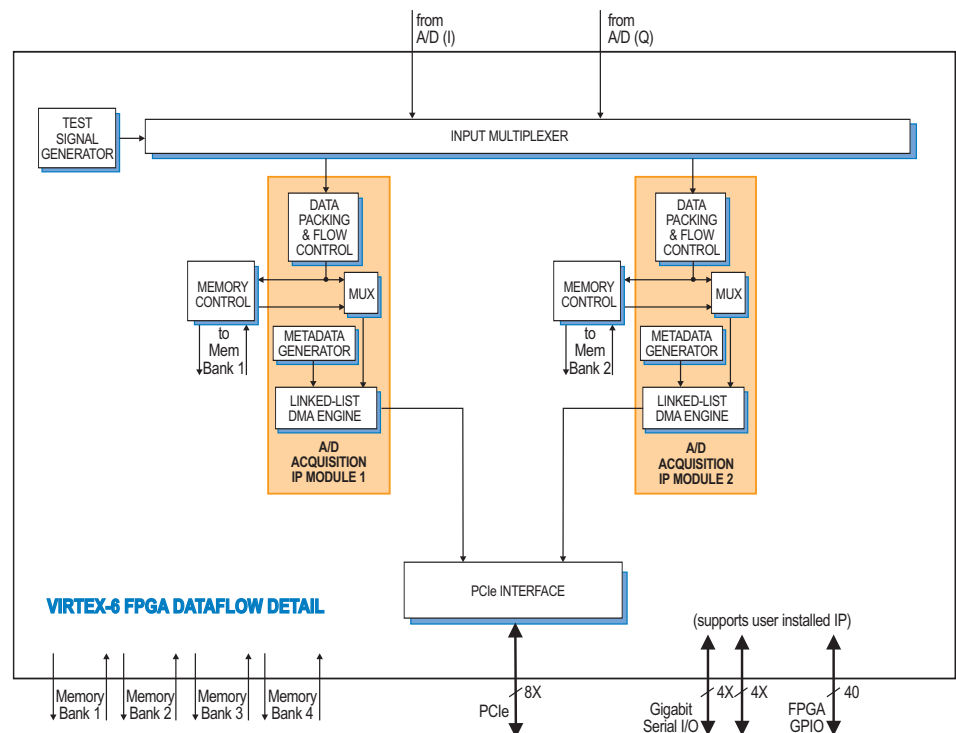 from
A/D (I)
from
A/D (Q)
TEST
SIGNAL
GENERATOR
INPUT MULTIPLEXER
DATA
PACKING
& FLOW
CONTROL
MEMORY
CONTROL
MUX
to
Mem
Bank 1
METADATA
GENERATOR
LINKED-LIST
DMA ENGINE
A/D
ACQUISITION
IP MODULE 1
DATA
PACKING
& FLOW
CONTROL
MEMORY
CONTROL
MUX
to
Mem
Bank 2
METADATA
GENERATOR
LINKED-LIST
DMA ENGINE
A/D
ACQUISITION
IP MODULE 2
PCIe INTERFACE
VIRTEX-6 FPGA DATAFLOW DETAIL
(supports user installed IP)
Memory
Bank 1
Memory
Bank 2
Memory
Bank 3
Memory
Bank 4
8X
PCIe
4X
4X
Gigabit
Serial I/O
40
FPGA
GPIO